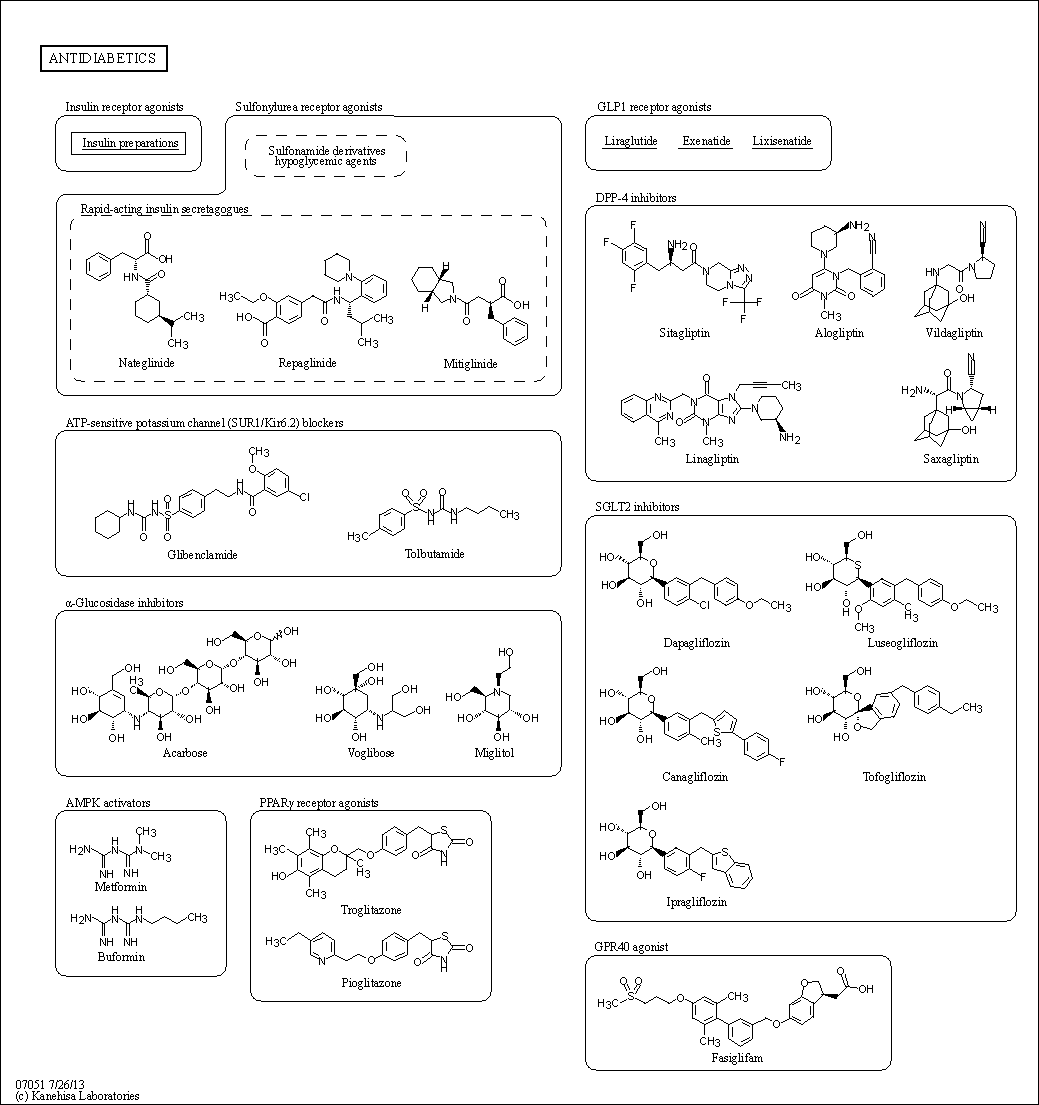 ANTIDIABETICS
Insulin receptor agonists
Insulin preparations
Sulfonylurea receptor agonists
Sulfonamide derivatives
hypoglycemic agents
Rapid-acting insulin secretagogues
Nateglinide
Repaglinide
Mitiglinide
ATP-sensitive potassium channel (SUR1/Kir6.2) blockers
Glibenclamide
Tolbutamide
α-Glucosidase inhibitors
Acarbose
Voglibose
Miglitol
AMPK activators
Metformin
Buformin
PPARγ receptor agonists
Troglitazone
Pioglitazone
GLP1 receptor agonists
Liraglutide Exenatide Lixisenatide
DPP-4 inhibitors
Sitagliptin
Alogliptin
Vildagliptin
Linagliptin
Saxagliptin
SGLT2 inhibitors
Dapagliflozin
Luseogliflozin
Canagliflozin
Tofogliflozin
Ipragliflozin
GPR40 agonist
Fasiglifam
07051 7/26/13
(c) Kanehisa Laboratories